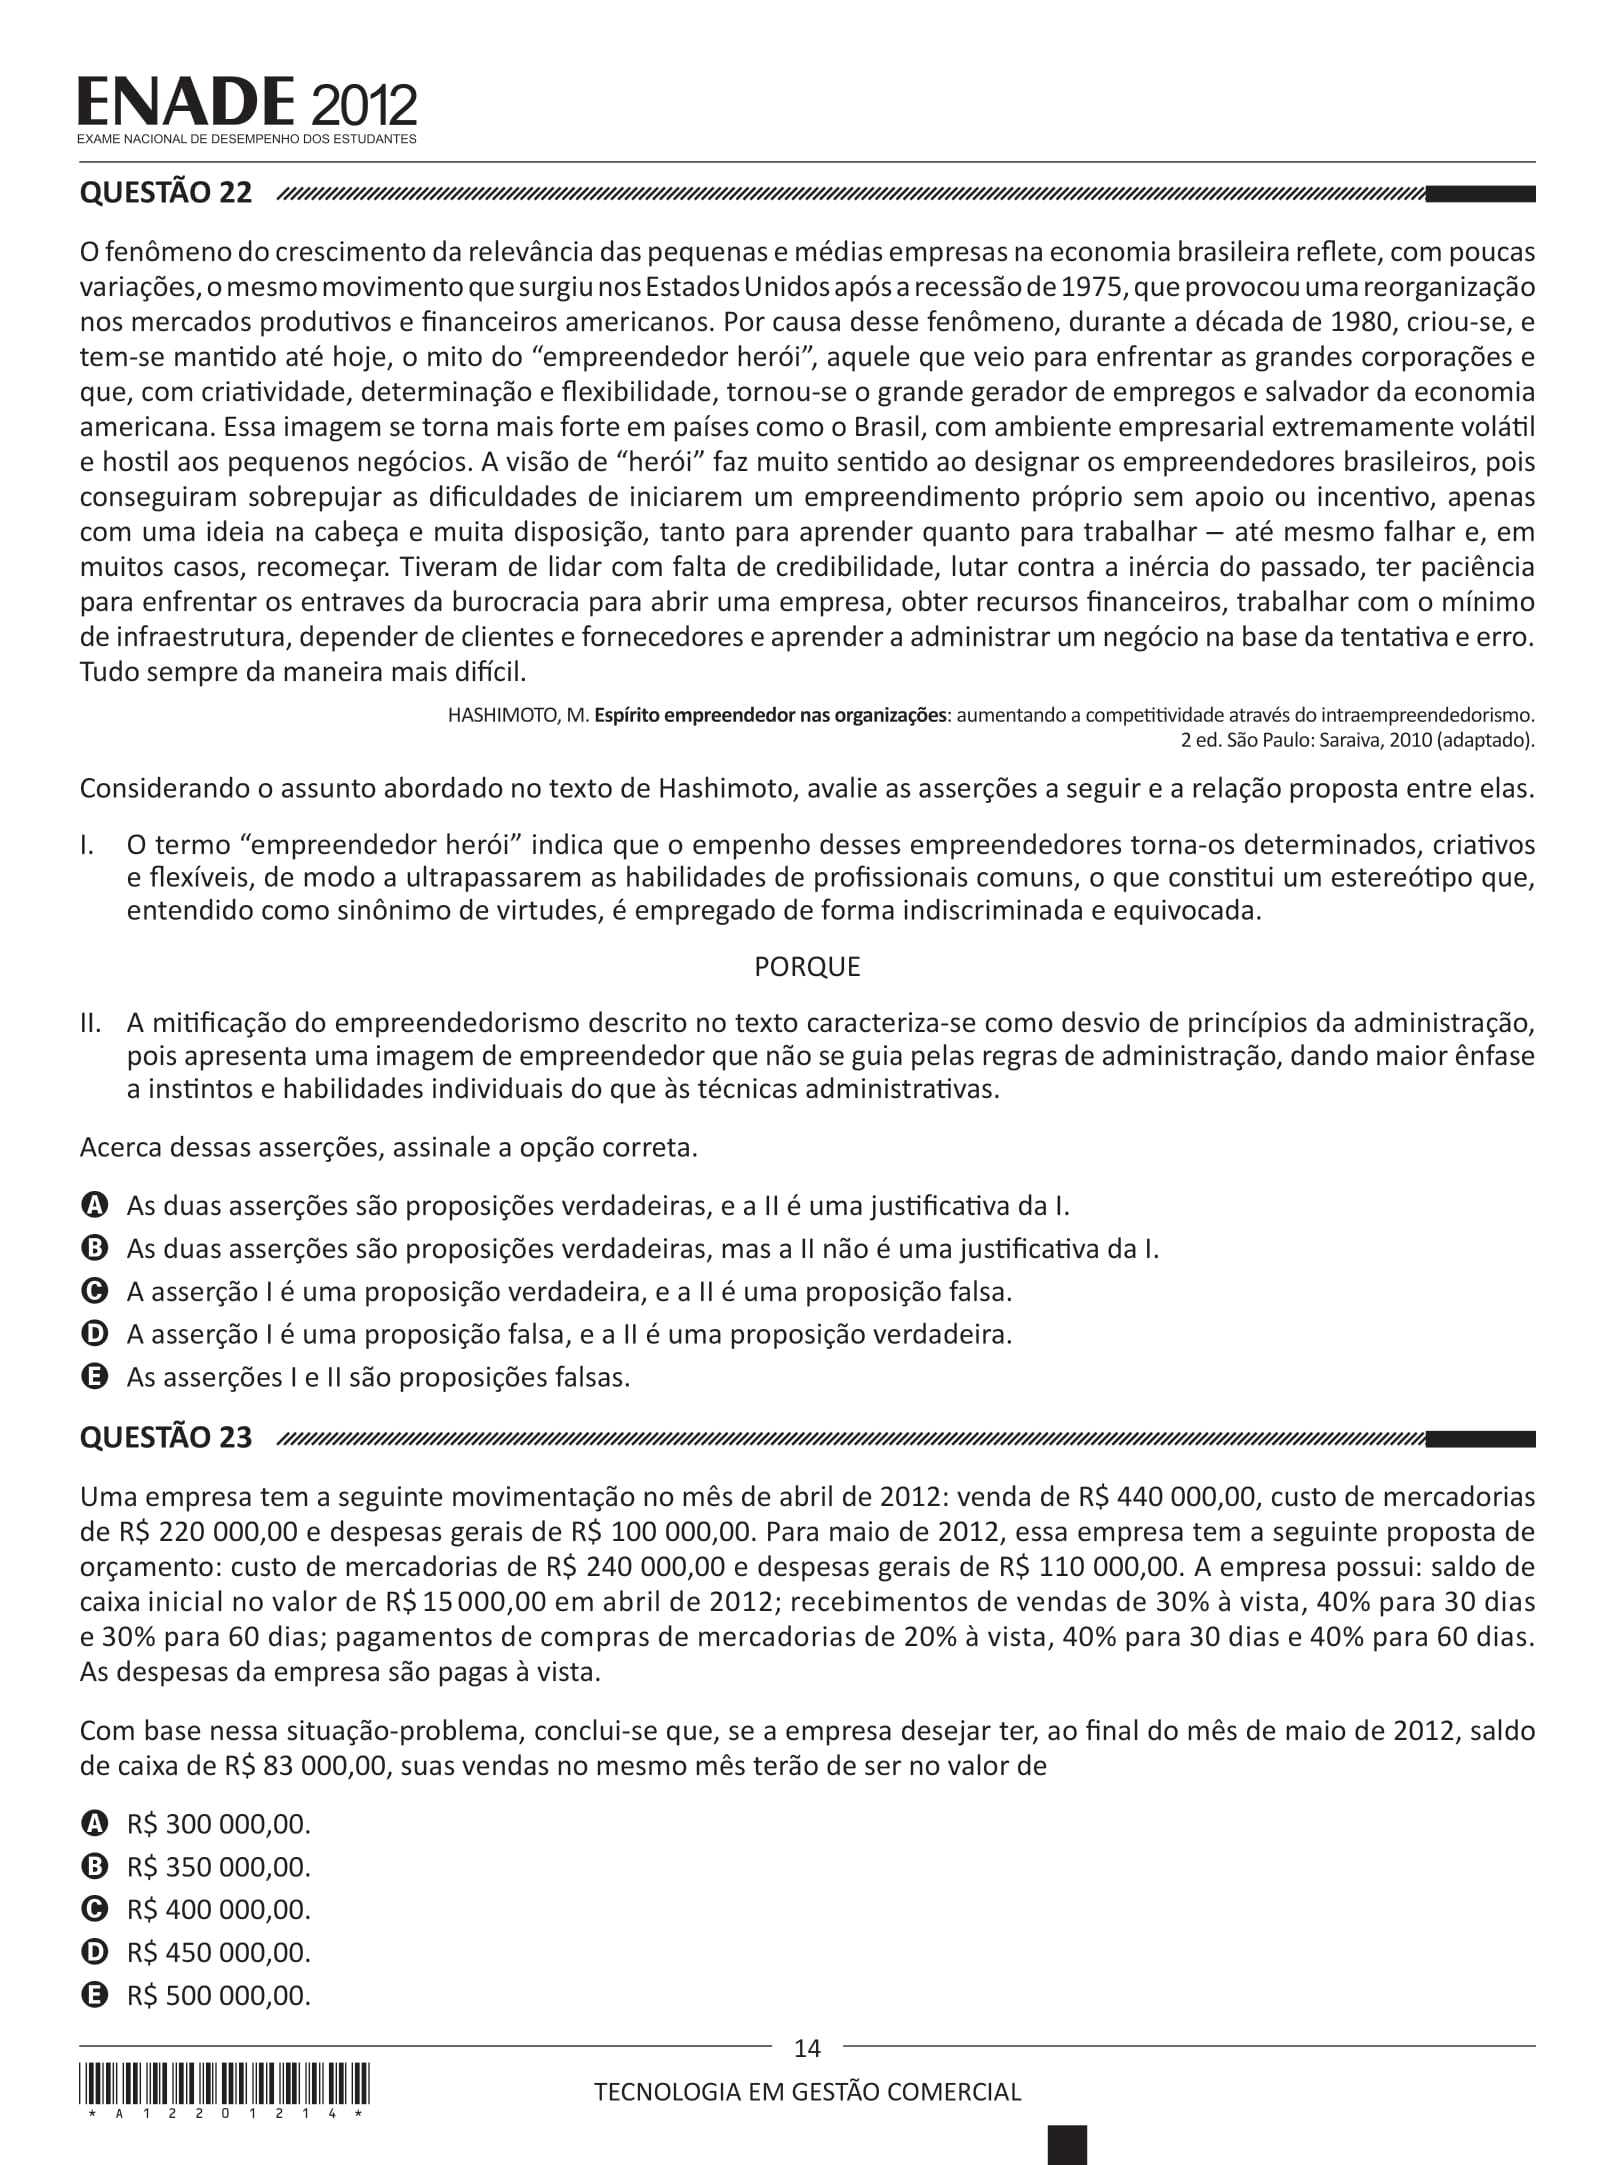 ENADE 2012
EXAME NACIONAL DE DESEMPENHO DOS ESTUDANTES
QUESTÃO 22
O fenômeno do crescimento da relevância das pequenas e médias empresas na economia brasileira reflete, com poucas
variações, o mesmo movimento que surgiu nos Estados Unidos após a recessão de 1975, que provocou uma reorganização
nos mercados produtivos e financeiros americanos. Por causa desse fenômeno, durante a década de 1980, criou-se, e
tem-se mantido até hoje, o mito do “empreendedor herói”, aquele que veio para enfrentar as grandes corporações e
que, com criatividade, determinação e flexibilidade, tornou-se o grande gerador de empregos e salvador da economia
americana. Essa imagem se torna mais forte em países como o Brasil, com ambiente empresarial extremamente volátil
e hostil aos pequenos negócios. A visão de “herói” faz muito sentido ao designar os empreendedores brasileiros, pois
conseguiram sobrepujar as dificuldades de iniciarem um empreendimento próprio sem apoio ou incentivo, apenas
com uma ideia na cabeça e muita disposição, tanto para aprender quanto para trabalhar – até mesmo falhar e, em
muitos casos, recomeçar. Tiveram de lidar com falta de credibilidade, lutar contra a inércia do passado, ter paciência
para enfrentar os entraves da burocracia para abrir uma empresa, obter recursos financeiros, trabalhar com o mínimo
de infraestrutura, depender de clientes e fornecedores e aprender a administrar um negócio na base da tentativa e erro.
Tudo sempre da maneira mais difícil.
HASHIMOTO, M. Espírito empreendedor nas organizações: aumentando a competitividade através do intraempreendedorismo.
2 ed. São Paulo: Saraiva, 2010 (adaptado).
Considerando o assunto abordado no texto de Hashimoto, avalie as asserções a seguir e a relação proposta entre elas.
I. O termo “empreendedor herói” indica que o empenho desses empreendedores torna-os determinados, criativos
e flexíveis, de modo a ultrapassarem as habilidades de profissionais comuns, o que constitui um estereótipo que,
entendido como sinônimo de virtudes, é empregado de forma indiscriminada e equivocada.
PORQUE
II. A mitificação do empreendedorismo descrito no texto caracteriza-se como desvio de princípios da administração,
pois apresenta uma imagem de empreendedor que não se guia pelas regras de administração, dando maior ênfase
a instintos e habilidades individuais do que às técnicas administrativas.
Acerca dessas asserções, assinale a opção correta.
A As duas asserções são proposições verdadeiras, e a II é uma justificativa da I.
B As duas asserções são proposições verdadeiras, mas a II não é uma justificativa da I.
C A asserção I é uma proposição verdadeira, e a II é uma proposição falsa.
D A asserção I é uma proposição falsa, e a II é uma proposição verdadeira.
E As asserções I e II são proposições falsas.
QUESTÃO 23
Uma empresa tem a seguinte movimentação no mês de abril de 2012: venda de R$ 440 000,00, custo de mercadorias
de R$ 220 000,00 e despesas gerais de R$ 100 000,00. Para maio de 2012, essa empresa tem a seguinte proposta de
orçamento: custo de mercadorias de R$ 240 000,00 e despesas gerais de R$ 110 000,00. A empresa possui: saldo de
caixa inicial no valor de R$ 15 000,00 em abril de 2012; recebimentos de vendas de 30% à vista, 40% para 30 dias
e 30% para 60 dias; pagamentos de compras de mercadorias de 20% à vista, 40% para 30 dias e 40% para 60 dias.
As despesas da empresa são pagas à vista.
Com base nessa situação-problema, conclui-se que, se a empresa desejar ter, ao final do mês de maio de 2012, saldo
de caixa de R$ 83 000,00, suas vendas no mesmo mês terão de ser no valor de
A R$ 300 000,00.
B R$ 350 000,00.
C R$ 400 000,00.
D R$ 450 000,00.
E R$ 500 000,00.
14
TECNOLOGIA EM GESTÃO COMERCIAL
* A 1 2 2 0 1 2 1 4 *